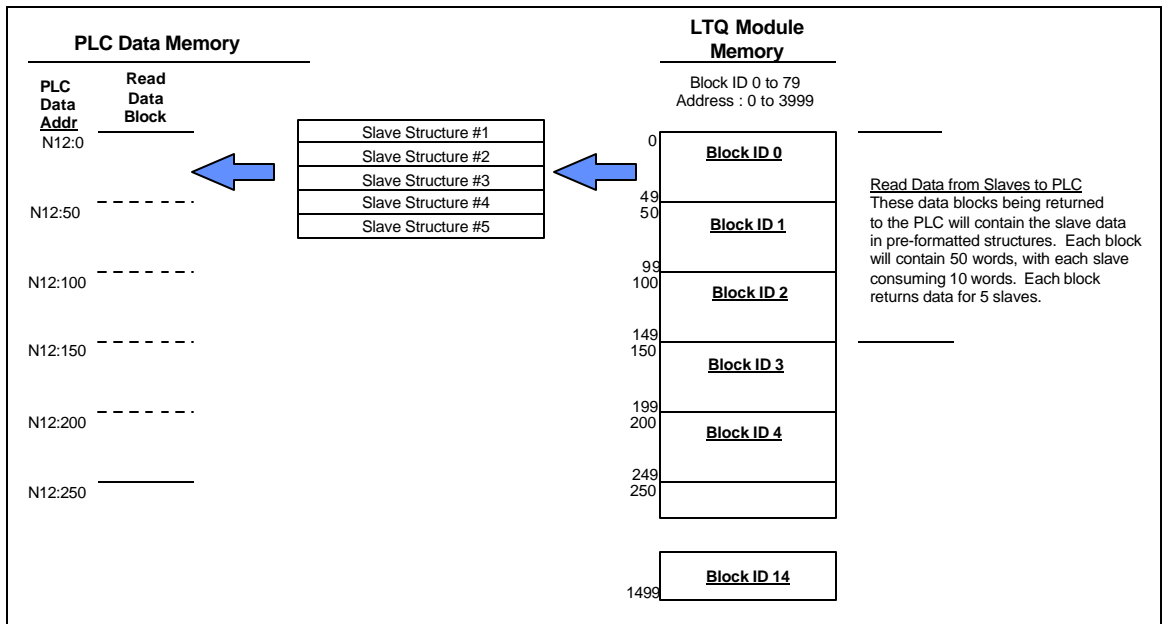 PLC Data Memory
PLC
Data
Addr
Read
Data
Block
N12:0
N12:50
N12:100
N12:150
N12:200
N12:250
Slave Structure #1
Slave Structure #2
Slave Structure #3
Slave Structure #4
Slave Structure #5
LTQ Module
Memory
Block ID 0 to 79
Address : 0 to 3999
0
Block ID 0
49
50
Block ID 1
99
100
Block ID 2
149
150
Block ID 3
199
200
Block ID 4
249
250
Block ID 14
1499
Read Data from Slaves to PLC
These data blocks being returned
to the PLC will contain the slave data
in pre-formatted structures. Each block
will contain 50 words, with each slave
consuming 10 words. Each block
returns data for 5 slaves.